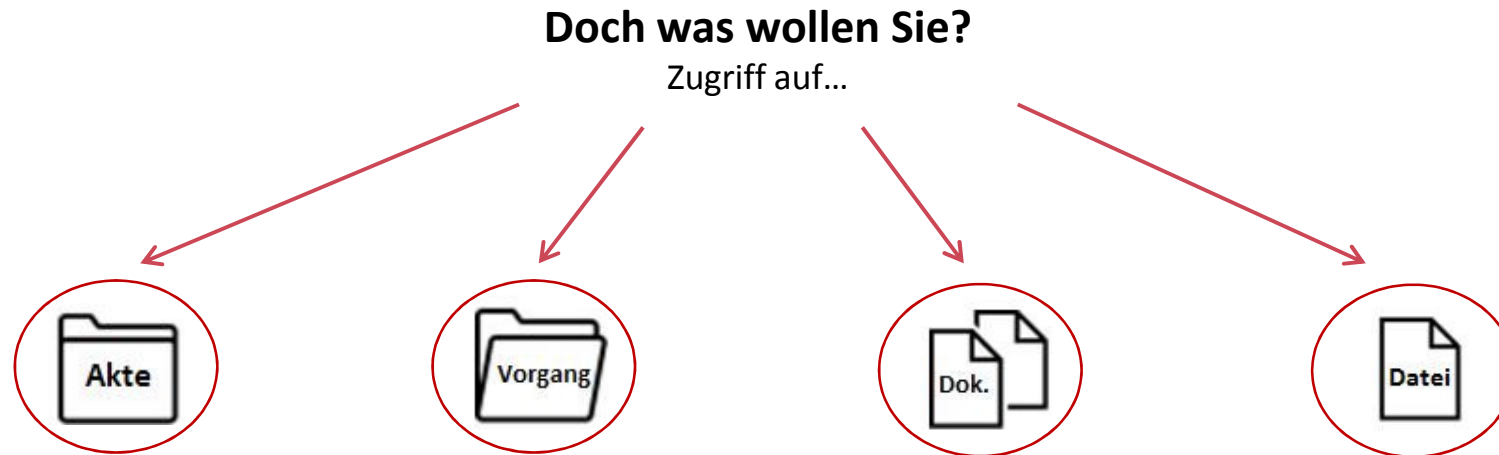 Doch was wollen Sie?
Zugriff auf…
Akte
Vorgang
Dok.
Datei